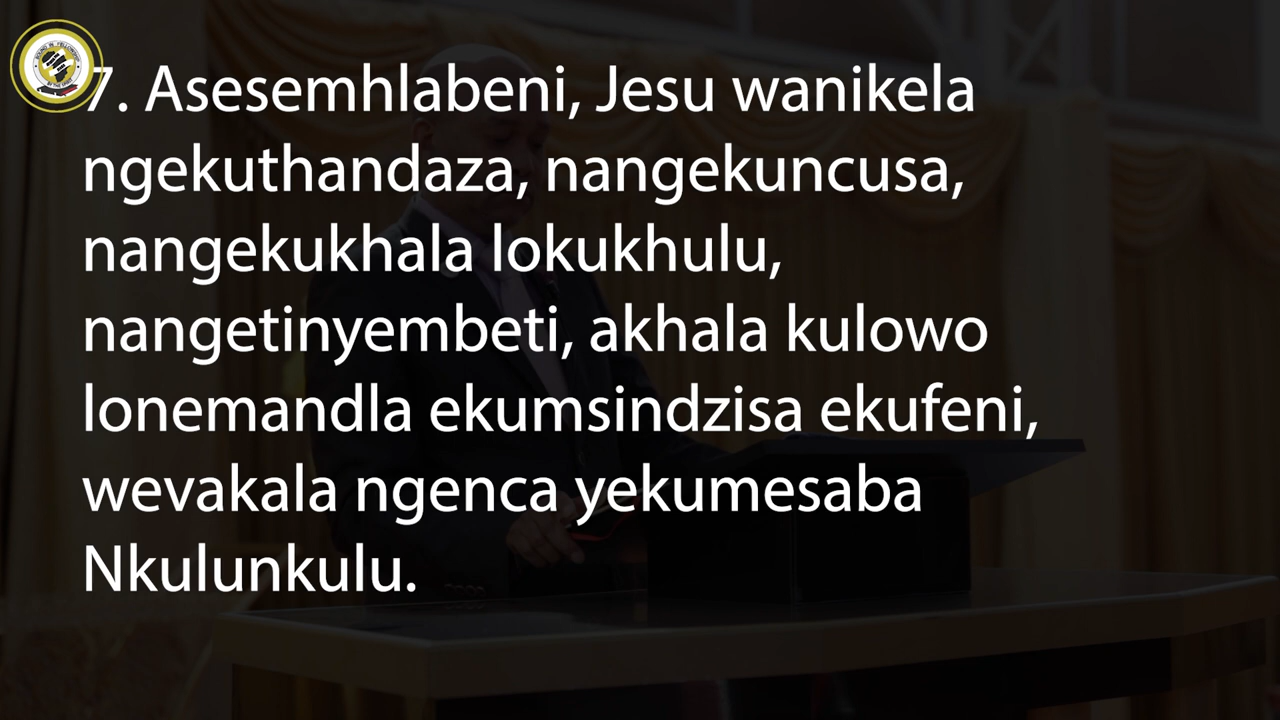 7. Asesemhlabeni, Jesu wanikela
ngekuthandaza, nangekuncusa,
nangekukhala lokukhulu,
nangetinyembeti, akhala kulowo
lonemandla ekumsindzisa ekufeni,
wevakala ngenca yekumesaba
Nkulunkulu.